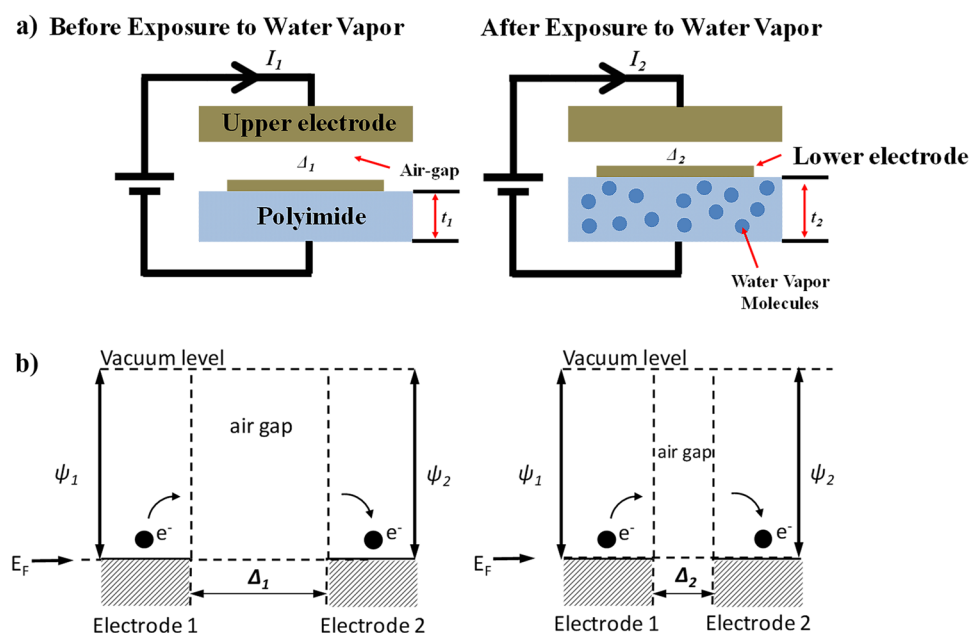 a) Before Exposure to Water Vapor
After Exposure to Water Vapor
I1
Upper electrode
Δ1
Air-gap
Polyimide
t1
I2
Δ2
Lower electrode
t2
Water Vapor
Molecules
b)
Vacuum level
air gap
ψ1
ψ2
e-
e-
EF
Δ1
Electrode 1
Electrode 2
Vacuum level
air gap
ψ1
ψ2
e-
e-
EF
Δ2
Electrode 1
Electrode 2